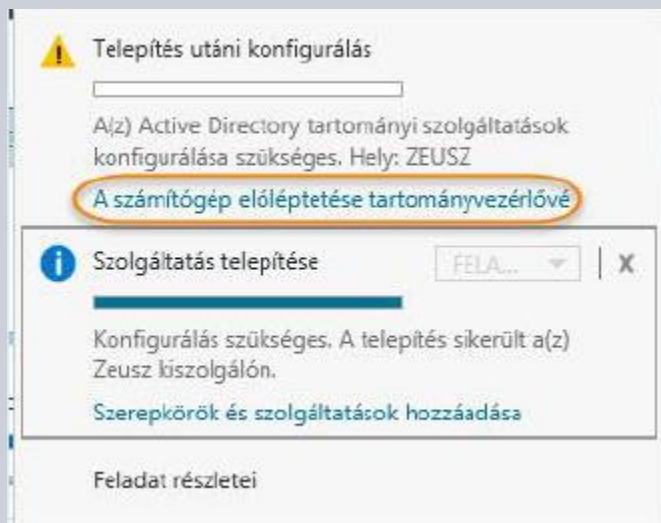 Telepítés utáni konfigurálás
A(z) Active Directory tartományi szolgáltatások
konfigurálása szükséges. Hely: ZEUSZ
A számítógép előléptetése tartományvezérlővé
Szolgáltatás telepítése
FELA...
X
Konfigurálás szükséges. A telepítés sikerült a(z)
Zeusz kiszolgálón.
Szerepkörök és szolgáltatások hozzáadása
Feladat részletei